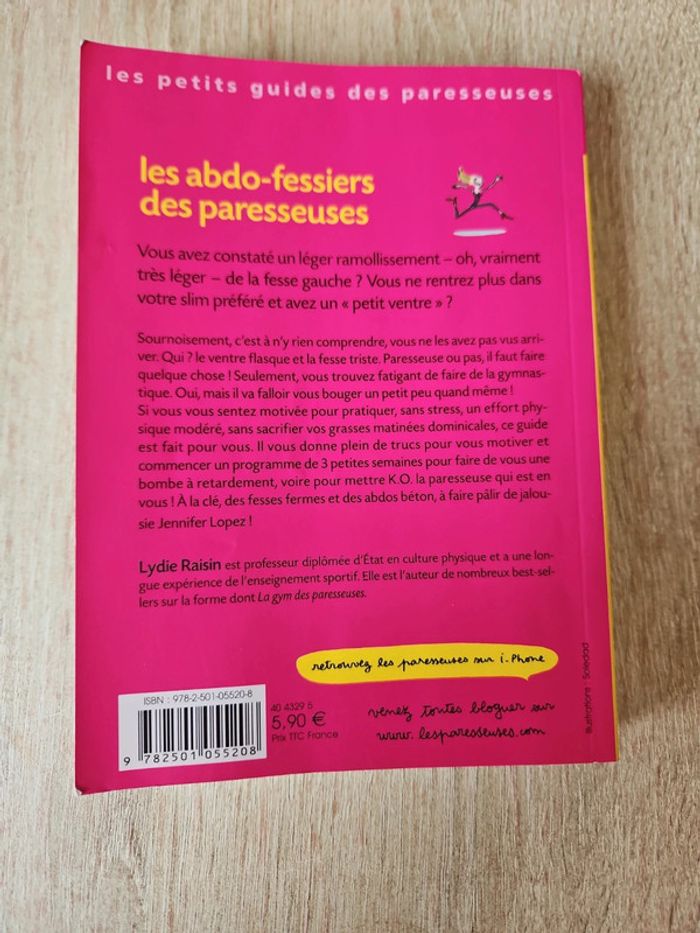 les petits guides des paresseuses
les abdo-fessiers
des paresseuses
Vous avez constaté un léger ramollissement – oh, vraiment
très léger – de la fesse gauche ? Vous ne rentrez plus dans
votre slim préféré et avez un « petit ventre » ?
Sournoisement, c'est à n'y rien comprendre, vous ne les avez pas vus arri-
ver. Qui ? le ventre flasque et la fesse triste. Paresseuse ou pas, il faut faire
quelque chose ! Seulement, vous trouvez fatigant de faire de la gymnas-
tique. Oui, mais il va falloir vous bouger un petit peu quand même !
Si vous vous sentez motivée pour pratiquer, sans stress, un effort phy-
sique modéré, sans sacrifier vos grasses matinées dominicales, ce guide
est fait pour vous. Il vous donne plein de trucs pour vous motiver et
commencer un programme de 3 petites semaines pour faire de vous une
bombe à retardement, voire pour mettre K.O. la paresseuse qui est en
vous ! À la clé, des fesses fermes et des abdos béton, à faire pâlir de jalou-
sie Jennifer Lopez !
Lydie Raisin est professeur diplômée d'État en culture physique et a une lon-
gue expérience de l'enseignement sportif. Elle est l'auteur de nombreux best-sel-
lers sur la forme dont La gym des paresseuses.
retrouvez les paresseuses sur i.Phone
ISBN : 978-2-501-05520-8
9 782501 055208
40 4329 5
5,90 €
Prix TTC France
venez toutes bloguer sur
www.lesparesseuses.com
Illustrations : Soledad